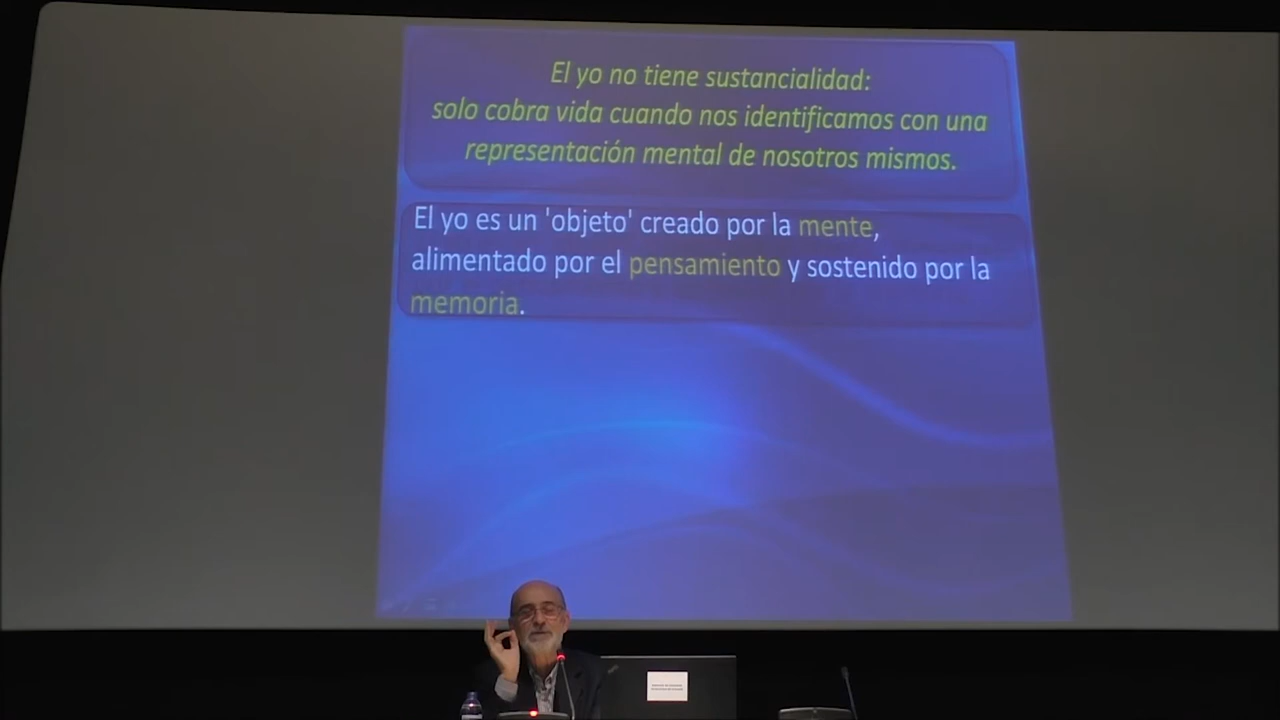 El yo no tiene sustancialidad:
solo cobra vida cuando nos identificamos con una
representación mental de nosotros mismos.
El yo es un 'objeto' creado por la mente,
alimentado por el pensamiento y sostenido por la
memoria.